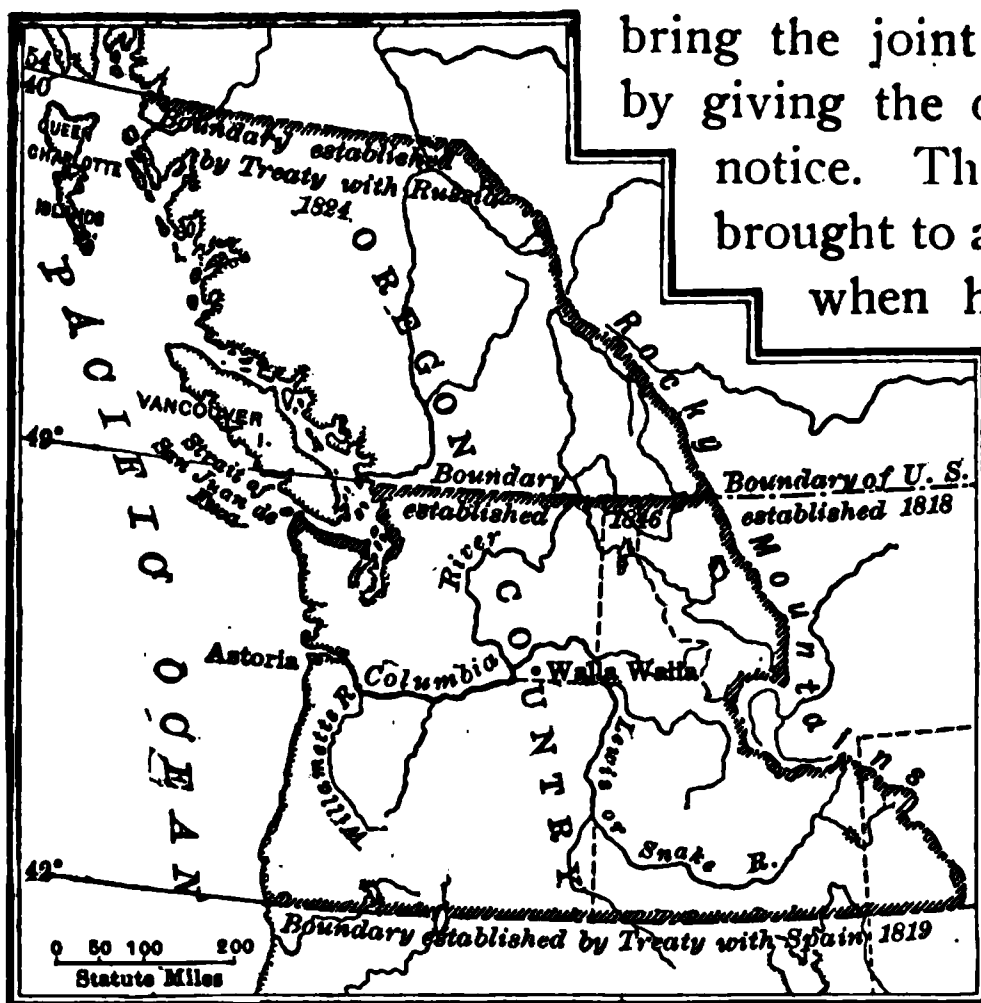 bring the joint
by giving the
notice. Th
brought to a
when h
54
40
QUEEN
CHARLOTTE
ISLANDS
Boundary established
by Treaty with Russia
1824
OREGON
PACIFIC OCEAN
Rocky Mountains
VANCOUVER
I.
49°
Strait of
San Juan de
Fuca
Boundary
established 1846
Boundary of U. S.
established 1818
River
COUNTRY
Astoria
Columbia
Walla Walla
Willamette R.
Lewis or Snake R.
42°
Boundary established by Treaty with Spain 1819
0 50 100 200
Statute Miles